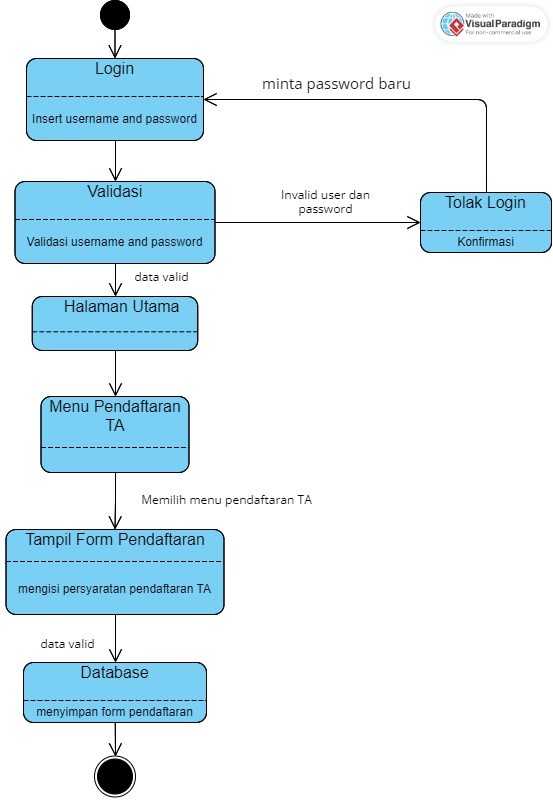 Made with
Visual Paradigm
For non-commercial use
Login
Insert username and password
minta password baru
Validasi
Validasi username and password
Invalid user dan
password
Tolak Login
Konfirmasi
data valid
Halaman Utama
Menu Pendaftaran
TA
Memilih menu pendaftaran TA
Tampil Form Pendaftaran
mengisi persyaratan pendaftaran TA
data valid
Database
menyimpan form pendaftaran